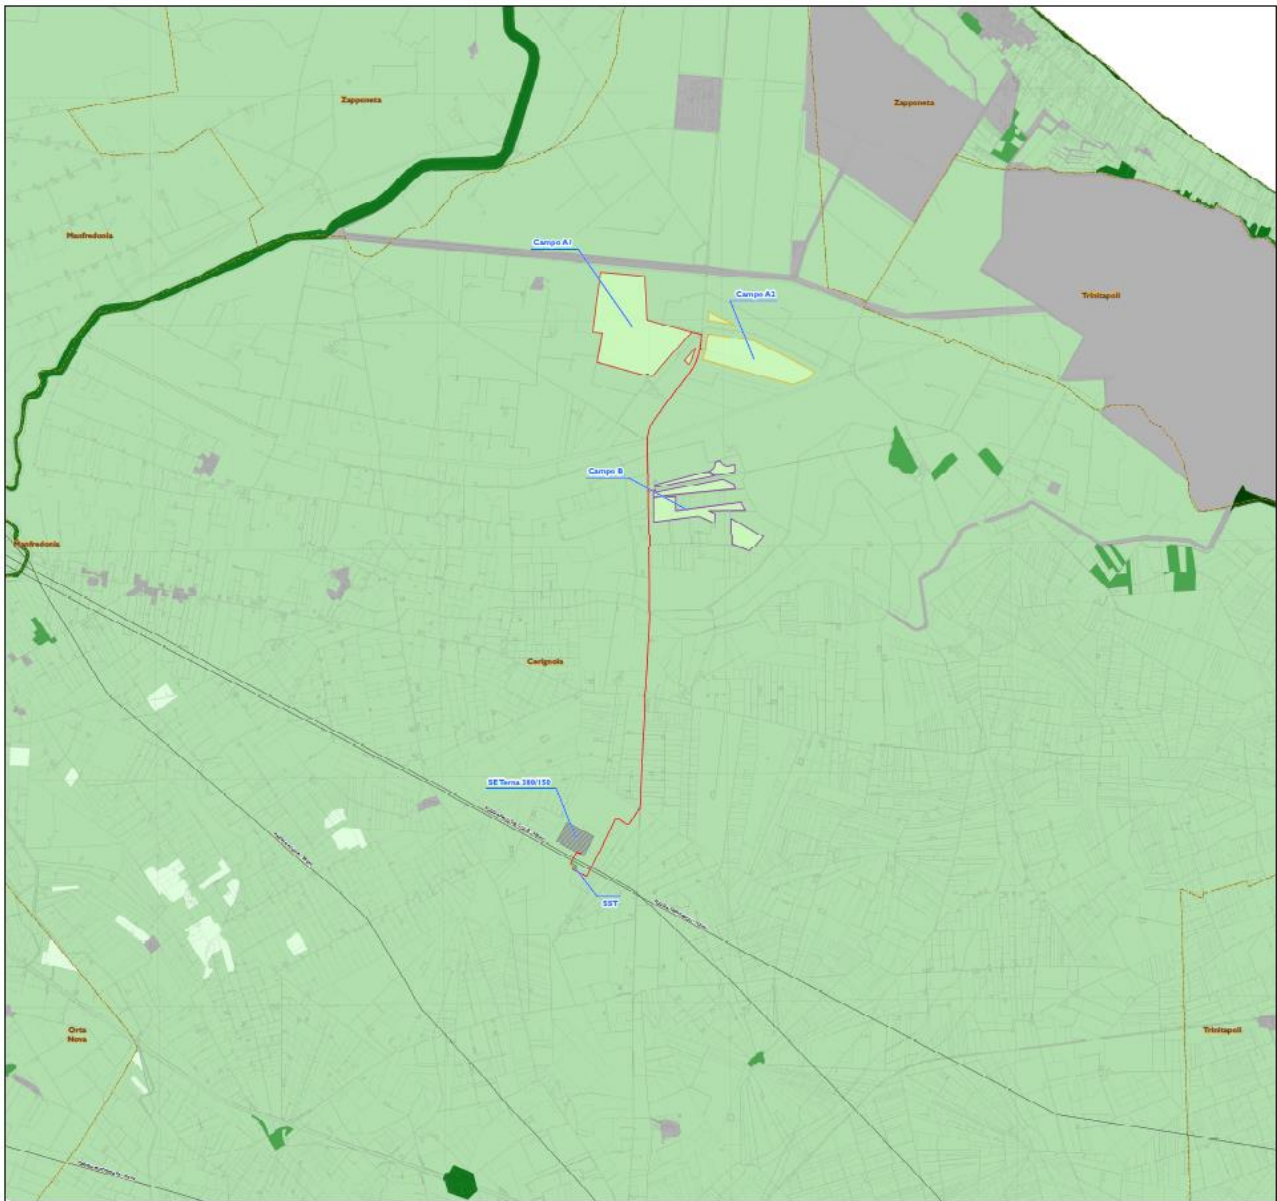 Zapponeta
Zapponeta
Manfredonia
Campo A1
Campo A2
Trinitapoli
Campo B
Manfredonia
Cerignola
SE Terna 380/150
SST
Orta
Nova
Trinitapoli